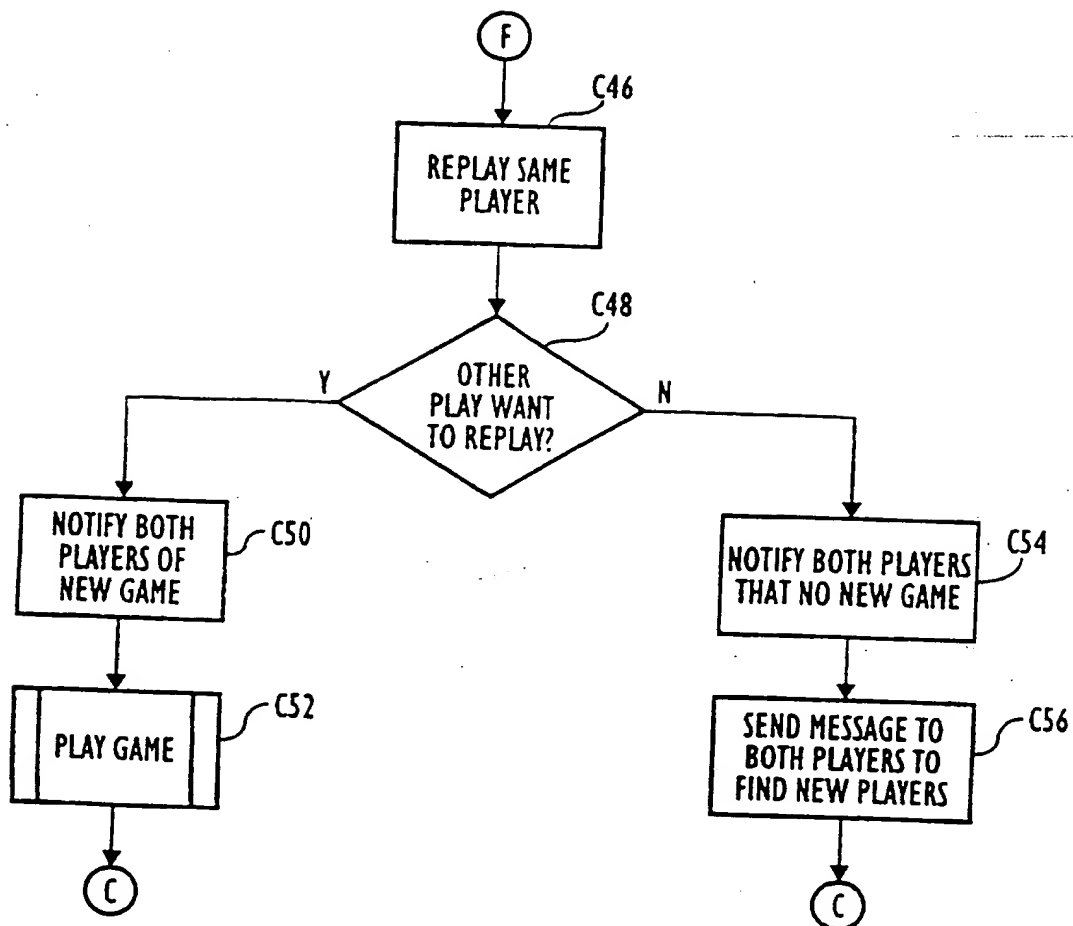 F
C46
REPLAY SAME
PLAYER
C48
OTHER
PLAY WANT
TO REPLAY?
Y
N
NOTIFY BOTH
PLAYERS OF
NEW GAME
C50
PLAY GAME
C52
C
NOTIFY BOTH PLAYERS
THAT NO NEW GAME
C54
SEND MESSAGE TO
BOTH PLAYERS TO
FIND NEW PLAYERS
C56
C